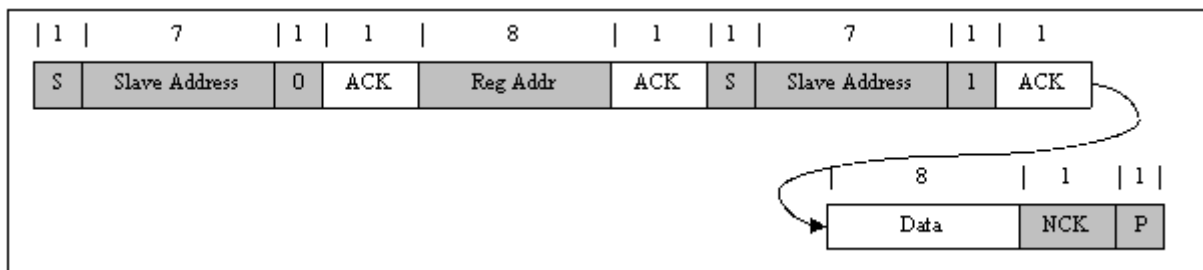 | 1 | 7 | 1 | 1 | 8 | 1 | 1 | 7 | 1 | 1
S Slave Address 0 ACK Reg Addr ACK S Slave Address 1 ACK
| 8 | 1 | 1 |
Data NCK P